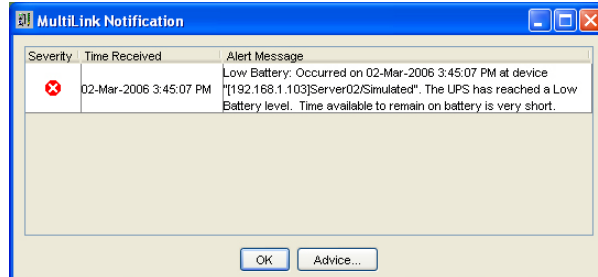 MultiLink Notification
Severity Time Received Alert Message
Low Battery: Occurred on 02-Mar-2006 3:45:07 PM at device
02-Mar-2006 3:45:07 PM "[192.168.1.103]Server02/Simulated". The UPS has reached a Low
Battery level. Time available to remain on battery is very short.
OK Advice...